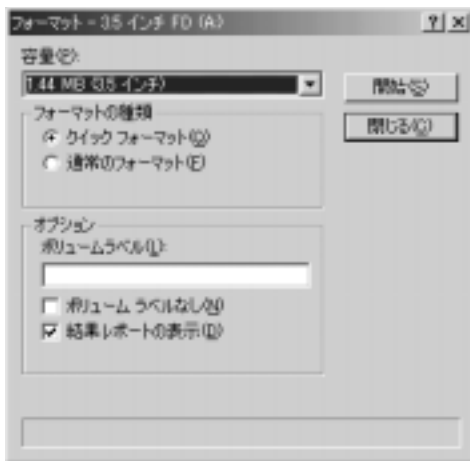 フォーマット - 3.5 インチ FD (A:)
容量(P):
1.44 MB (3.5 インチ)
開始(S)
フォーマットの種類
クイック フォーマット(Q)
閉じる(C)
通常のフォーマット(F)
オプション
ボリュームラベル(L):
ボリューム ラベルなし(N)
結果レポートの表示(D)